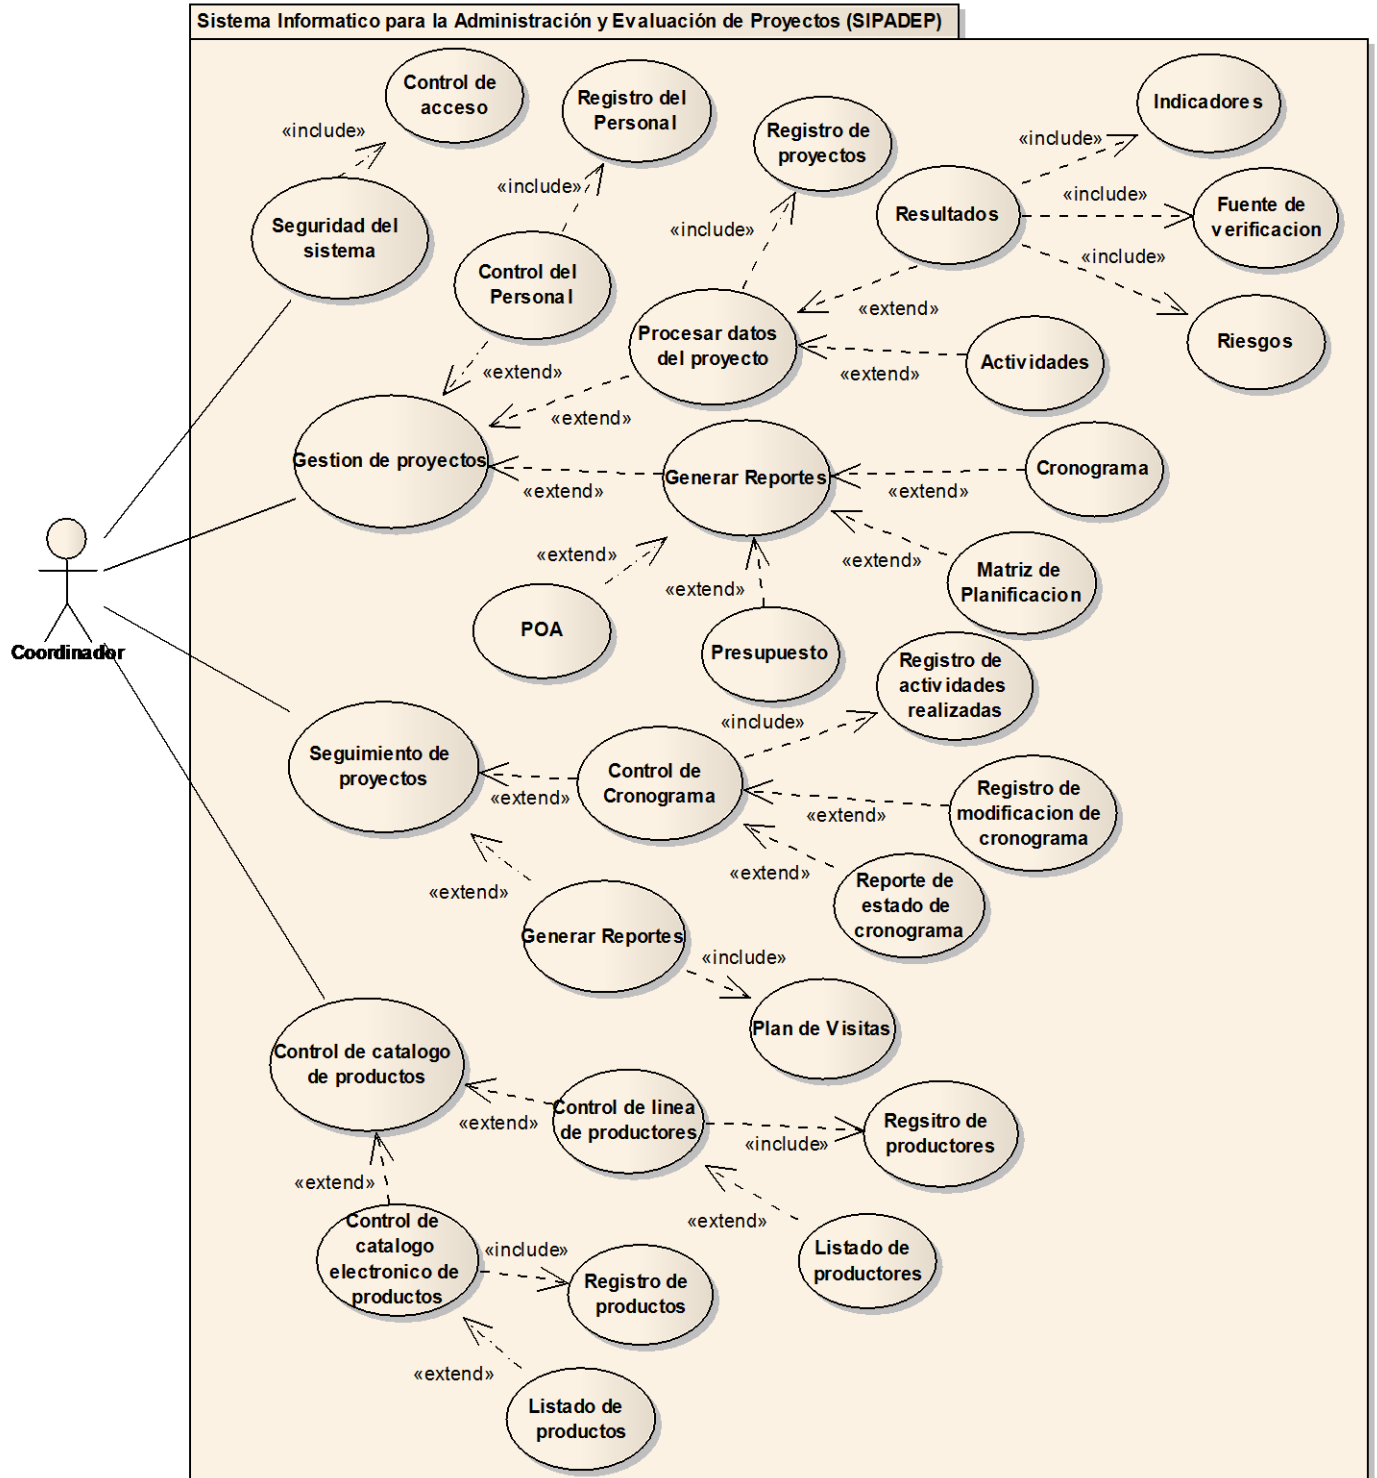 Sistema Informatico para la Administración y Evaluación de Proyectos (SIPADEP)
Control de
acceso
Registro del
Personal
Registro de
proyectos
Indicadores
«include»
«include»
«include»
«include»
Seguridad del
sistema
Resultados
Fuente de
verificacion
«include»
«include»
Control del
Personal
«extend»
Procesar datos
del proyecto
Riesgos
Actividades
«extend»
«extend»
«extend»
Gestion de proyectos
Generar Reportes
Cronograma
«extend»
«extend»
«extend»
«extend»
Matriz de
Planificacion
«extend»
POA
Presupuesto
Coordinador
Registro de
actividades
realizadas
«include»
Seguimiento de
proyectos
Control de
Cronograma
Registro de
modificacion de
cronograma
«extend»
«extend»
«extend»
Reporte de
estado de
cronograma
«extend»
Generar Reportes
«include»
Plan de Visitas
Control de catalogo
de productos
Control de linea
de productores
Regsitro de
productores
«extend»
«include»
«extend»
Control de
catalogo
electronico de
productos
«extend»
«include»
Listado de
productores
Registro de
productos
«extend»
Listado de
productos